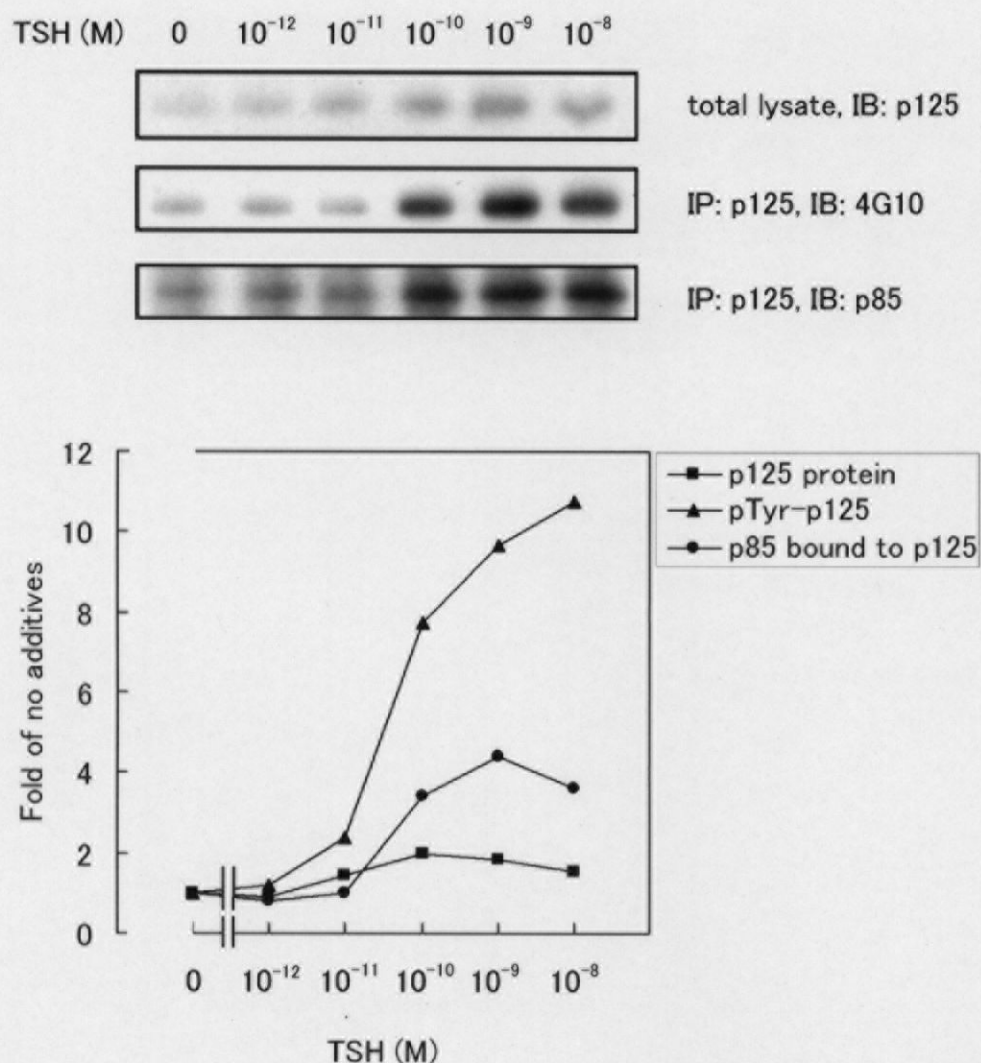 TSH (M) 0 10⁻¹² 10⁻¹¹ 10⁻¹⁰ 10⁻⁹ 10⁻⁸
total lysate, IB: p125
IP: p125, IB: 4G10
IP: p125, IB: p85
12
10
8
6
4
2
0
Fold of no additives
p125 protein
pTyr-p125
p85 bound to p125
0 10⁻¹² 10⁻¹¹ 10⁻¹⁰ 10⁻⁹ 10⁻⁸
TSH (M)